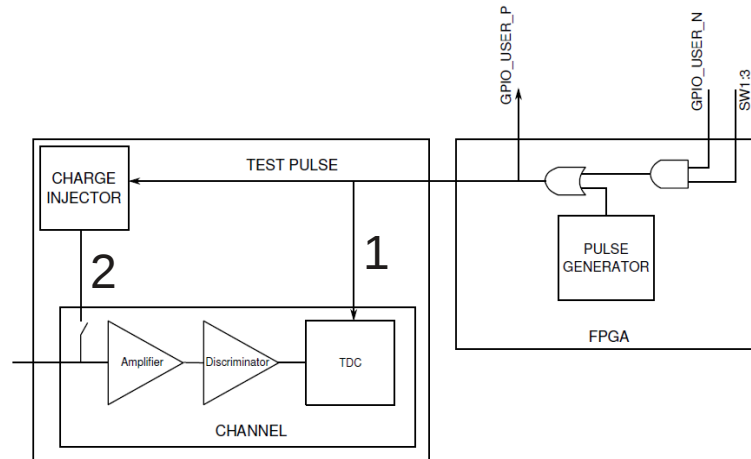 GPIO_USER_P
GPIO_USER_N
SW1:3
CHARGE
INJECTOR
TEST PULSE
1
2
PULSE
GENERATOR
FPGA
Amplifier
Discriminator
TDC
CHANNEL